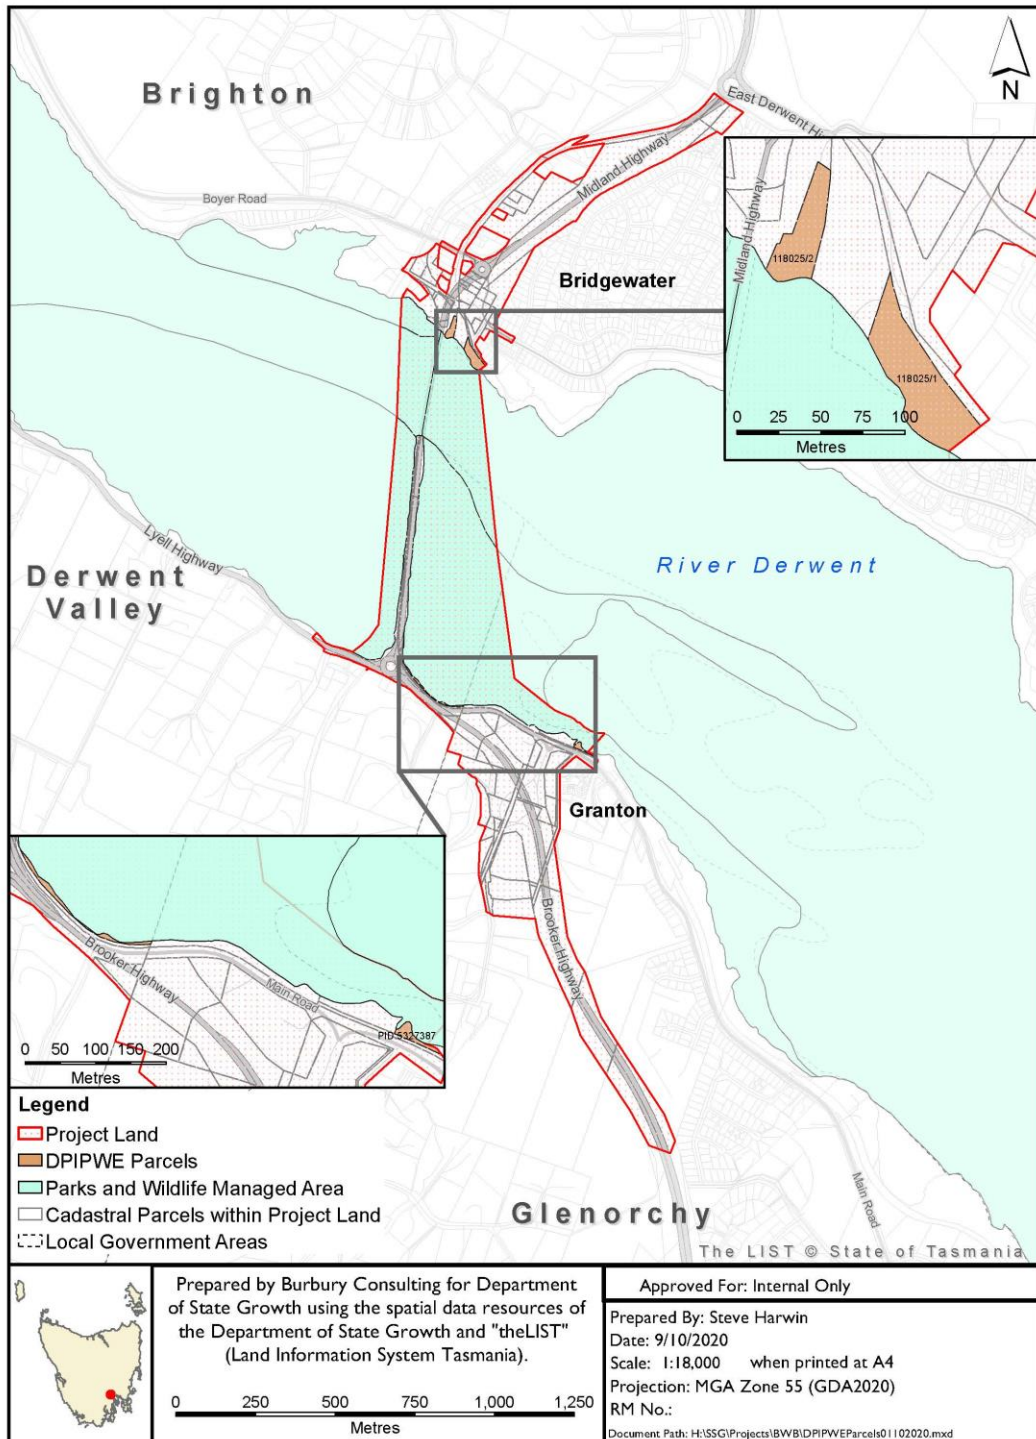 Brighton
N
East Derwent Hi
Midland Highway
Boyer Road
Bridgewater
Midland Highway
118025/2
118025/1
0 25 50 75 100
Metres
Lyell Highway
Derwent
Valley
River Derwent
Granton
Brooker Highway
Brooker Highway
Main Road
PID 5327387
0 50 100 150 200
Metres
Main Road
Glenorchy
The LIST © State of Tasmania
Legend
Project Land
DPIPWE Parcels
Parks and Wildlife Managed Area
Cadastral Parcels within Project Land
Local Government Areas
Prepared by Burbury Consulting for Department
of State Growth using the spatial data resources of
the Department of State Growth and "theLIST"
(Land Information System Tasmania).
0 250 500 750 1,000 1,250
Metres
Approved For: Internal Only
Prepared By: Steve Harwin
Date: 9/10/2020
Scale: 1:18,000 when printed at A4
Projection: MGA Zone 55 (GDA2020)
RM No.:
Document Path: H:\SSG\Projects\BWB\DPIPWEParcels01102020.mxd